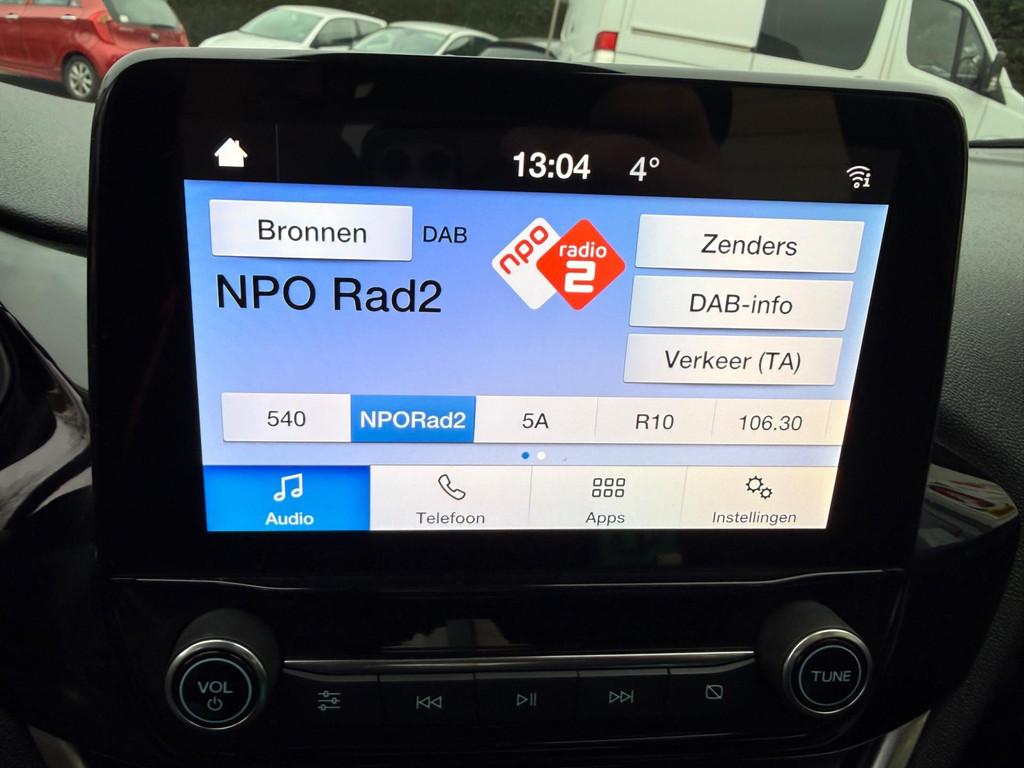 13:04 4°
Bronnen DAB npo radio 2 Zenders
NPO Rad2 DAB-info
Verkeer (TA)
540 NPORad2 5A R10 106.30
Audio Telefoon Apps Instellingen
VOL TUNE